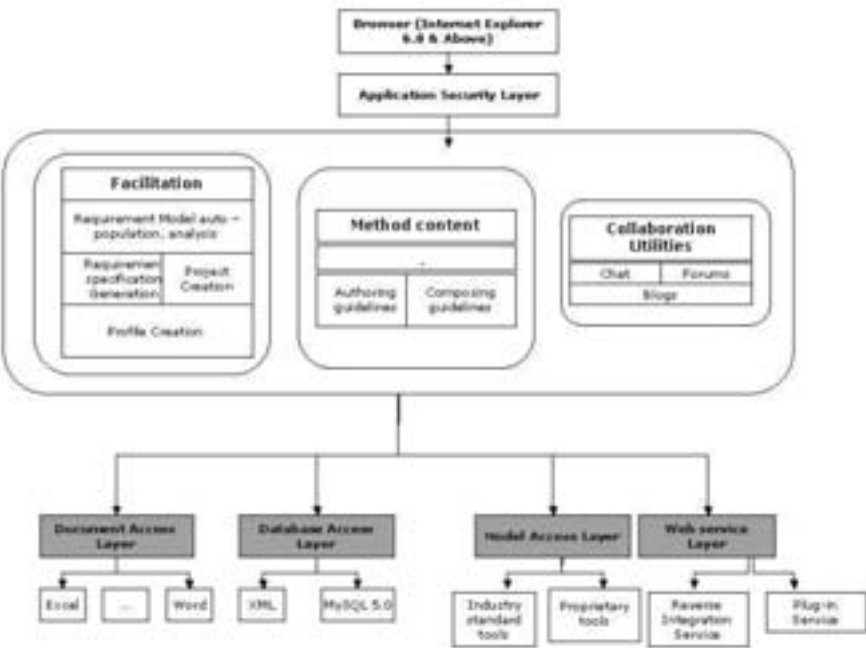 Browser (Internet Explorer
6.0 & Above)
Application Security Layer
Facilitation
Requirement Model auto –
population, analysis
Requiremen
specification
Generation
Project
Creation
Profile Creation
Method content
..
Authoring
guidelines
Composing
guidelines
Collaboration
Utilities
Chat
Forums
Blogs
Document Access
Layer
Database Access
Layer
Model Access Layer
Web service
Layer
Excel
...
Word
XML
MySQL 5.0
Industry
standard
tools
Proprietary
tools
Reverse
Integration
Service
Plug-in
Service